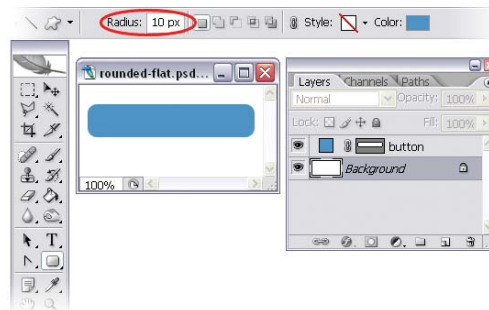 Radius: 10 px Style: Color:
rounded-flat.psd...
100%
Layers Channels Paths
Normal Opacity: 100%
Lock: Fill: 100%
button
Background
T